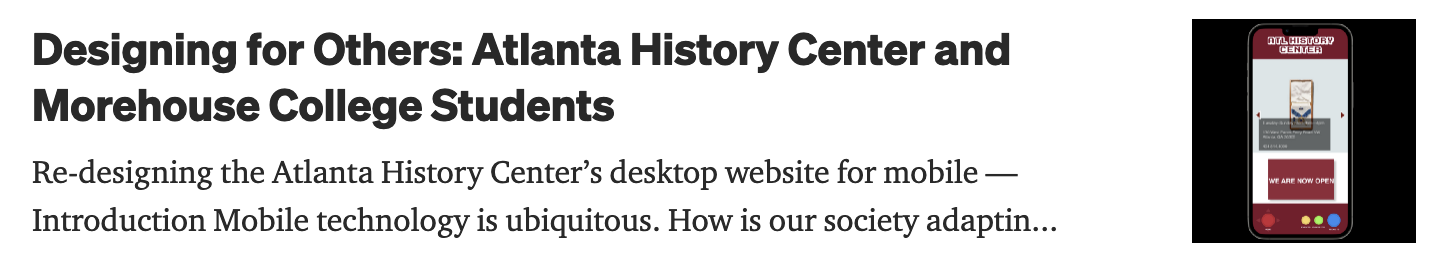 Designing for Others: Atlanta History Center and
Morehouse College Students
Re-designing the Atlanta History Center’s desktop website for mobile —
Introduction Mobile technology is ubiquitous. How is our society adaptin...
ATL HISTORY
CENTER
WE ARE NOW OPEN